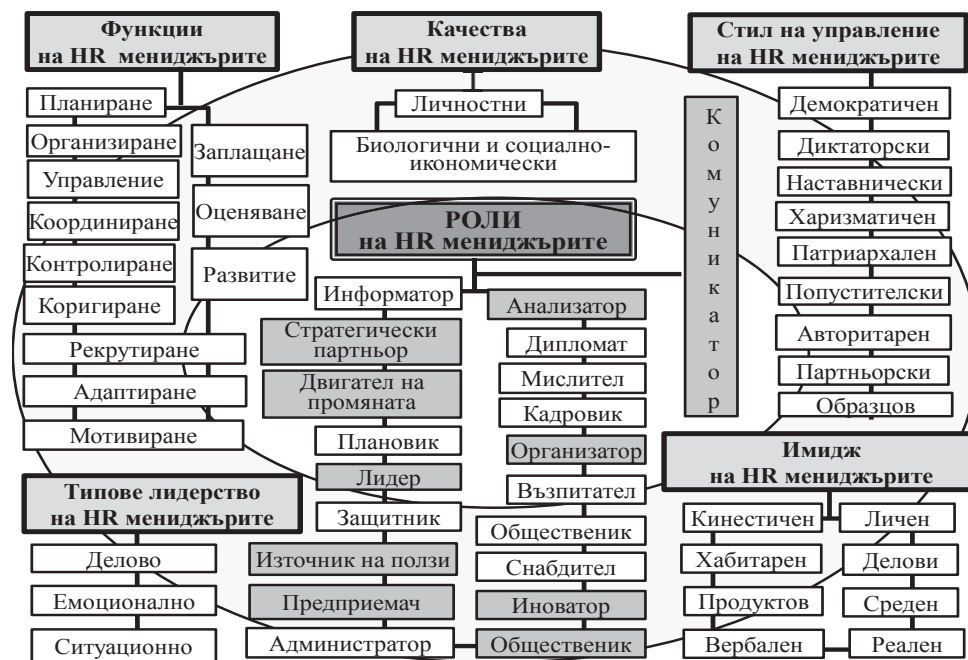 Функции
на HR мениджърите
Планиране
Организиране
Управление
Координиране
Контролиране
Коригиране
Рекрутиране
Адаптиране
Мотивиране
Заплащане
Оценяване
Развитие
Качества
на HR мениджърите
Личностни
Биологични и социално-
икономически
Стил на управление
на HR мениджърите
Демократичен
Диктаторски
Наставнически
Харизматичен
Патриархален
Попустителски
Авторитарен
Партньорски
Образцов
РОЛИ
на HR мениджърите
Информатор
Стратегически
партньор
Двигател на
промяната
Плановик
Лидер
Защитник
Източник на ползи
Предприемач
Администратор
Анализатор
Дипломат
Мислител
Кадровик
Организатор
Възпитател
Общественик
Снабдител
Иноватор
Общественик
К
о
м
у
н
и
к
а
т
о
р
Типове лидерство
на HR мениджърите
Делово
Емоционално
Ситуационно
Имидж
на HR мениджърите
Кинестичен
Хабитарен
Продуктов
Вербален
Личен
Делови
Среден
Реален